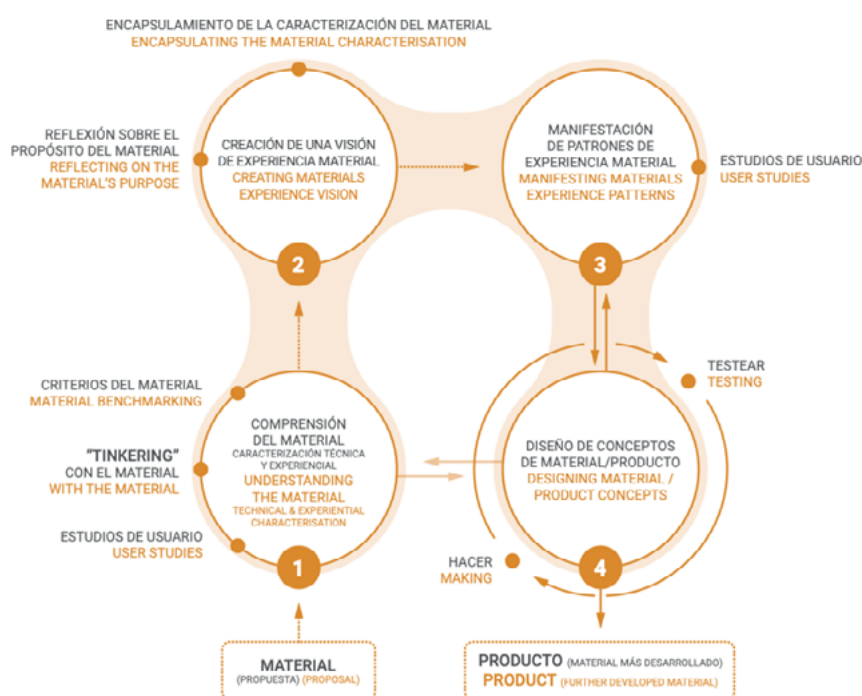 ENCAPSULAMIENTO DE LA CARACTERIZACIÓN DEL MATERIAL
ENCAPSULATING THE MATERIAL CHARACTERISATION
REFLEXIÓN SOBRE EL
PROPÓSITO DEL MATERIAL
REFLECTING ON THE
MATERIAL'S PURPOSE
CREACIÓN DE UNA VISIÓN
DE EXPERIENCIA MATERIAL
CREATING MATERIALS
EXPERIENCE VISION
2
MANIFESTACIÓN
DE PATRONES DE
EXPERIENCIA MATERIAL
MANIFESTING MATERIALS
EXPERIENCE PATTERNS
3
ESTUDIOS DE USUARIO
USER STUDIES
CRITERIOS DEL MATERIAL
MATERIAL BENCHMARKING
"TINKERING"
CON EL MATERIAL
WITH THE MATERIAL
ESTUDIOS DE USUARIO
USER STUDIES
COMPRENSIÓN
DEL MATERIAL
CARACTERIZACIÓN TÉCNICA
Y EXPERIENCIAL
UNDERSTANDING
THE MATERIAL
TECHNICAL & EXPERIENTIAL
CHARACTERISATION
1
TESTEAR
TESTING
DISEÑO DE CONCEPTOS
DE MATERIAL/PRODUCTO
DESIGNING MATERIAL /
PRODUCT CONCEPTS
HACER
MAKING
4
MATERIAL
(PROPUESTA) (PROPOSAL)
PRODUCTO (MATERIAL MÁS DESARROLLADO)
PRODUCT (FURTHER DEVELOPED MATERIAL)